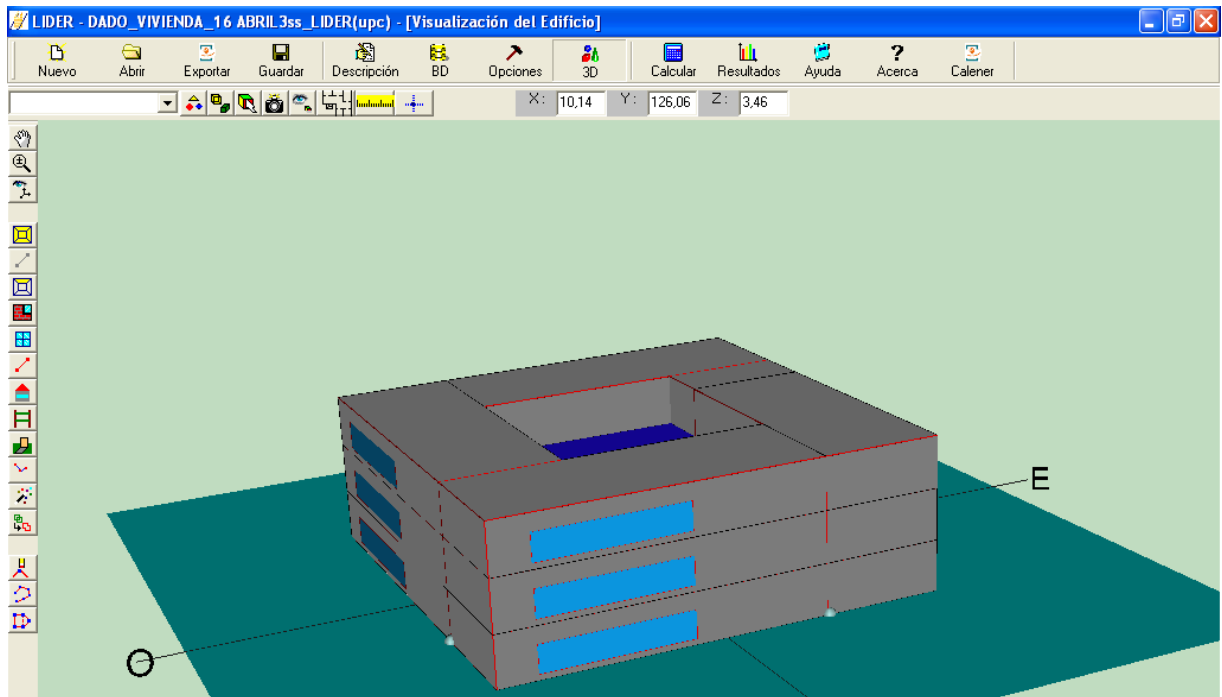 LIDER - DADO_VIVIENDA_16 ABRIL3ss_LIDER(upc) - [Visualización del Edificio]
Nuevo Abrir Exportar Guardar Descripción BD Opciones 3D Calcular Resultados Ayuda Acerca Calener
X: 10,14 Y: 126,06 Z: 3,46
E
O